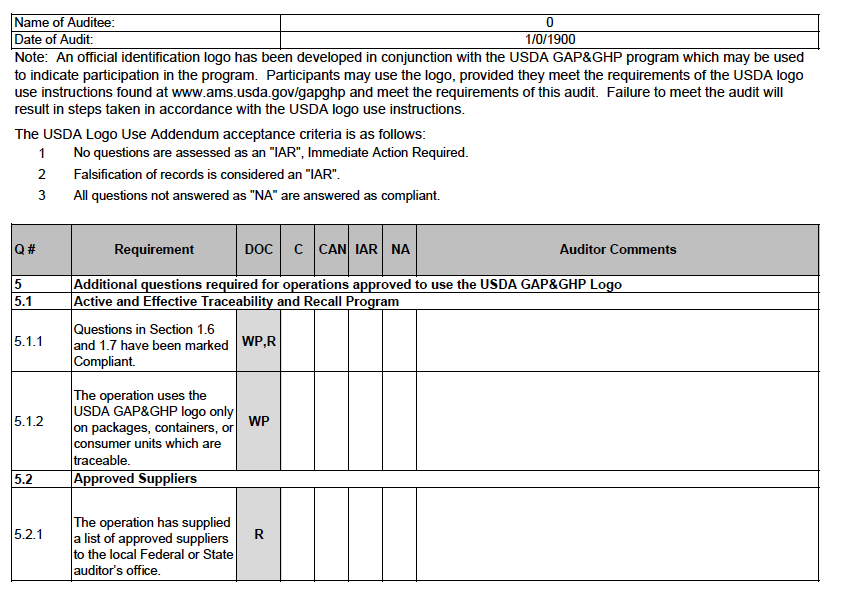 Name of Auditee: 0
Date of Audit: 1/0/1900
Note:  An official identification logo has been developed in conjunction with the USDA GAP&GHP program which may be used
to indicate participation in the program.  Participants may use the logo, provided they meet the requirements of the USDA logo
use instructions found at www.ams.usda.gov/gapghp and meet the requirements of this audit.  Failure to meet the audit will
result in steps taken in accordance with the USDA logo use instructions.
The USDA Logo Use Addendum acceptance criteria is as follows:
1 No questions are assessed as an "IAR", Immediate Action Required.
2 Falsification of records is considered an "IAR".
3 All questions not answered as "NA" are answered as compliant.
Q # Requirement DOC C CAN IAR NA Auditor Comments
5 Additional questions required for operations approved to use the USDA GAP&GHP Logo
5.1 Active and Effective Traceability and Recall Program
Questions in Section 1.6
5.1.1 and 1.7 have been marked WP,R
Compliant.
The operation uses the
USDA GAP&GHP logo only
5.1.2 on packages, containers, or WP
consumer units which are
traceable.
5.2 Approved Suppliers
The operation has supplied
5.2.1 a list of approved suppliers R
to the local Federal or State
auditor's office.